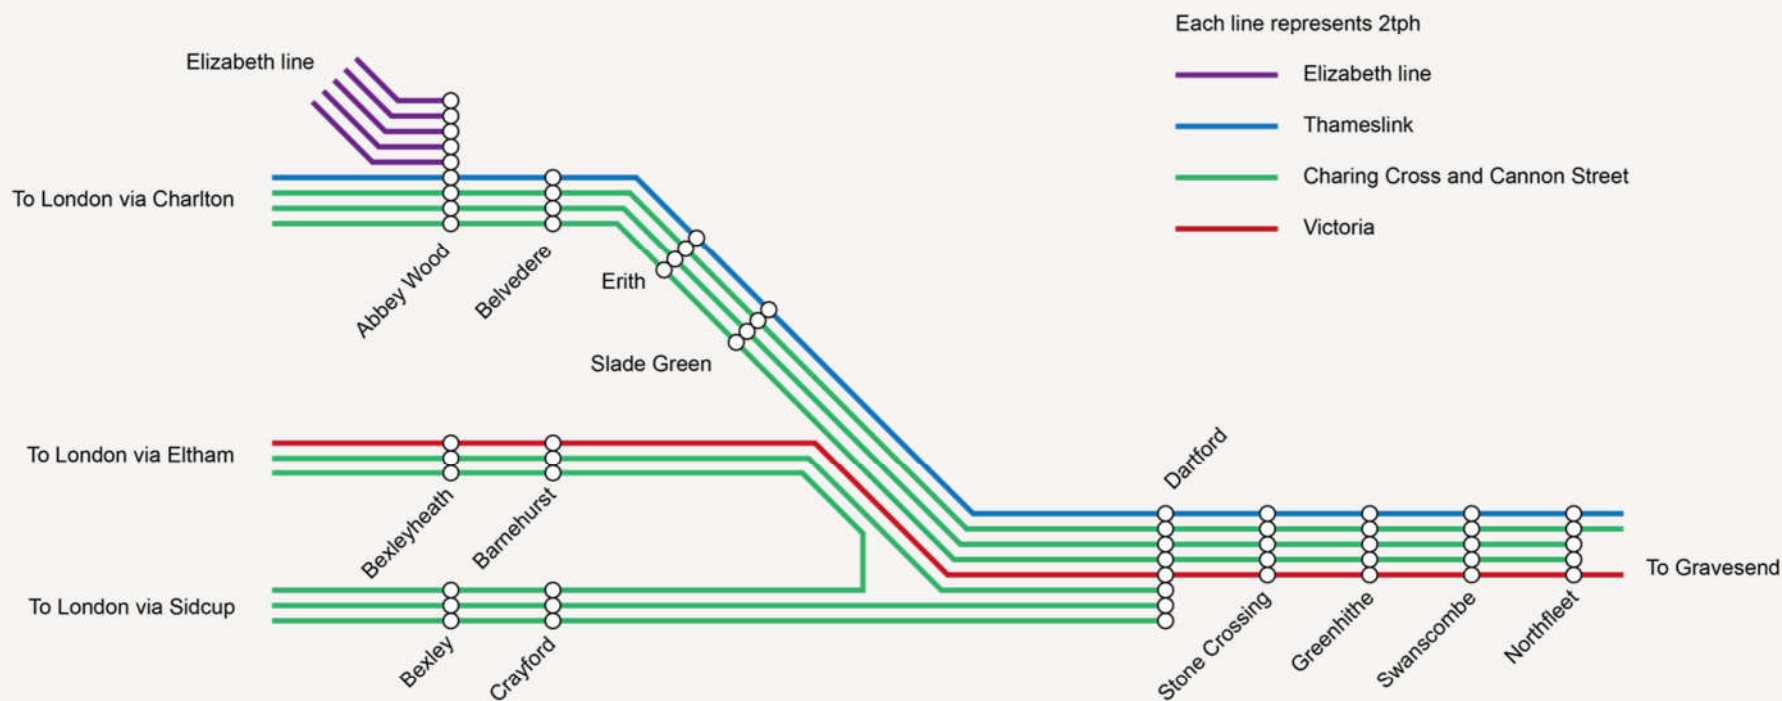 Each line represents 2tph
Elizabeth line
Elizabeth line
Thameslink
Charing Cross and Cannon Street
Victoria
To London via Charlton
Abbey Wood
Belvedere
Erith
Slade Green
To London via Eltham
Bexleyheath
Barnehurst
Dartford
To London via Sidcup
Bexley
Crayford
Stone Crossing
Greenhithe
Swanscombe
Northfleet
To Gravesend